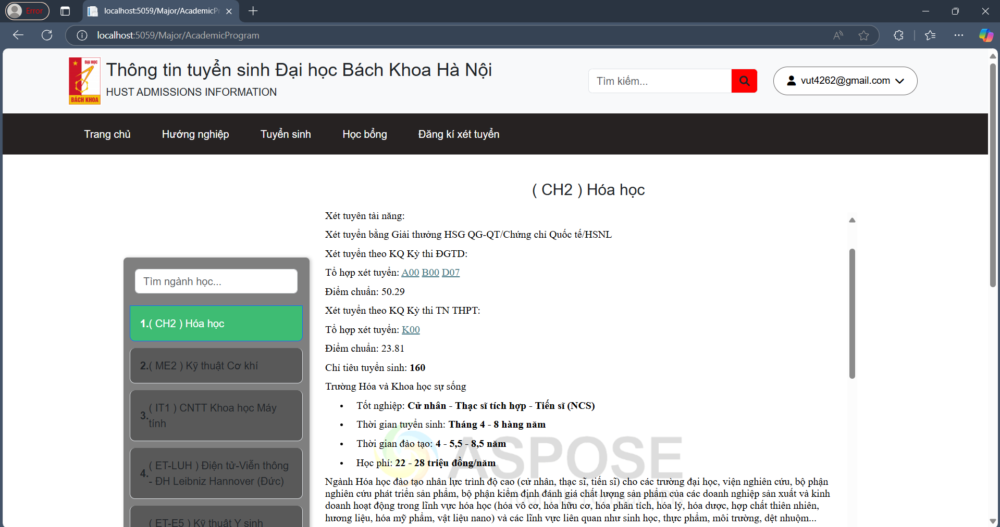 Error
localhost:5059/Major/AcademicPr
localhost:5059/Major/AcademicProgram
ĐẠI HỌC
BÁCH KHOA
Thông tin tuyển sinh Đại học Bách Khoa Hà Nội
HUST ADMISSIONS INFORMATION
Tìm kiếm...
vut4262@gmail.com
Trang chủ
Hướng nghiệp
Tuyển sinh
Học bổng
Đăng kí xét tuyển
( CH2 ) Hóa học
Tìm ngành học...
1.( CH2 ) Hóa học
2.( ME2 ) Kỹ thuật Cơ khí
3.( IT1 ) CNTT Khoa học Máy
tính
4.( ET-LUH ) Điện tử-Viễn thông
- ĐH Leibniz Hannover (Đức)
( ET-E5 ) Kỹ thuật Y sinh
Xét tuyên tài năng:
Xét tuyển bằng Giải thưởng HSG QG-QT/Chứng chỉ Quốc tế/HSNL
Xét tuyển theo KQ Kỳ thi ĐGTD:
Tổ hợp xét tuyển: A00 B00 D07
Điểm chuẩn: 50.29
Xét tuyển theo KQ Kỳ thi TN THPT:
Tổ hợp xét tuyển: K00
Điểm chuẩn: 23.81
Chỉ tiêu tuyển sinh: 160
Trường Hóa và Khoa học sự sống
• Tốt nghiệp: Cử nhân - Thạc sĩ tích hợp - Tiến sĩ (NCS)
• Thời gian tuyển sinh: Tháng 4 - 8 hàng năm
• Thời gian đào tạo: 4 - 5,5 - 8,5 năm
• Học phí: 22 - 28 triệu đồng/năm
ASPOSE
Ngành Hóa học đào tạo nhân lực trình độ cao (cử nhân, thạc sĩ, tiến sĩ) cho các trường đại học, viện nghiên cứu, bộ phận
nghiên cứu phát triển sản phẩm, bộ phận kiểm định đánh giá chất lượng sản phẩm của các doanh nghiệp sản xuất và kinh
doanh hoạt động trong lĩnh vực hóa học (hóa vô cơ, hóa hữu cơ, hóa phân tích, hóa lý, hóa dược, hợp chất thiên nhiên,
hương liệu, hóa mỹ phẩm, vật liệu nano) và các lĩnh vực liên quan như sinh học, thực phẩm, môi trường, dệt nhuộm...